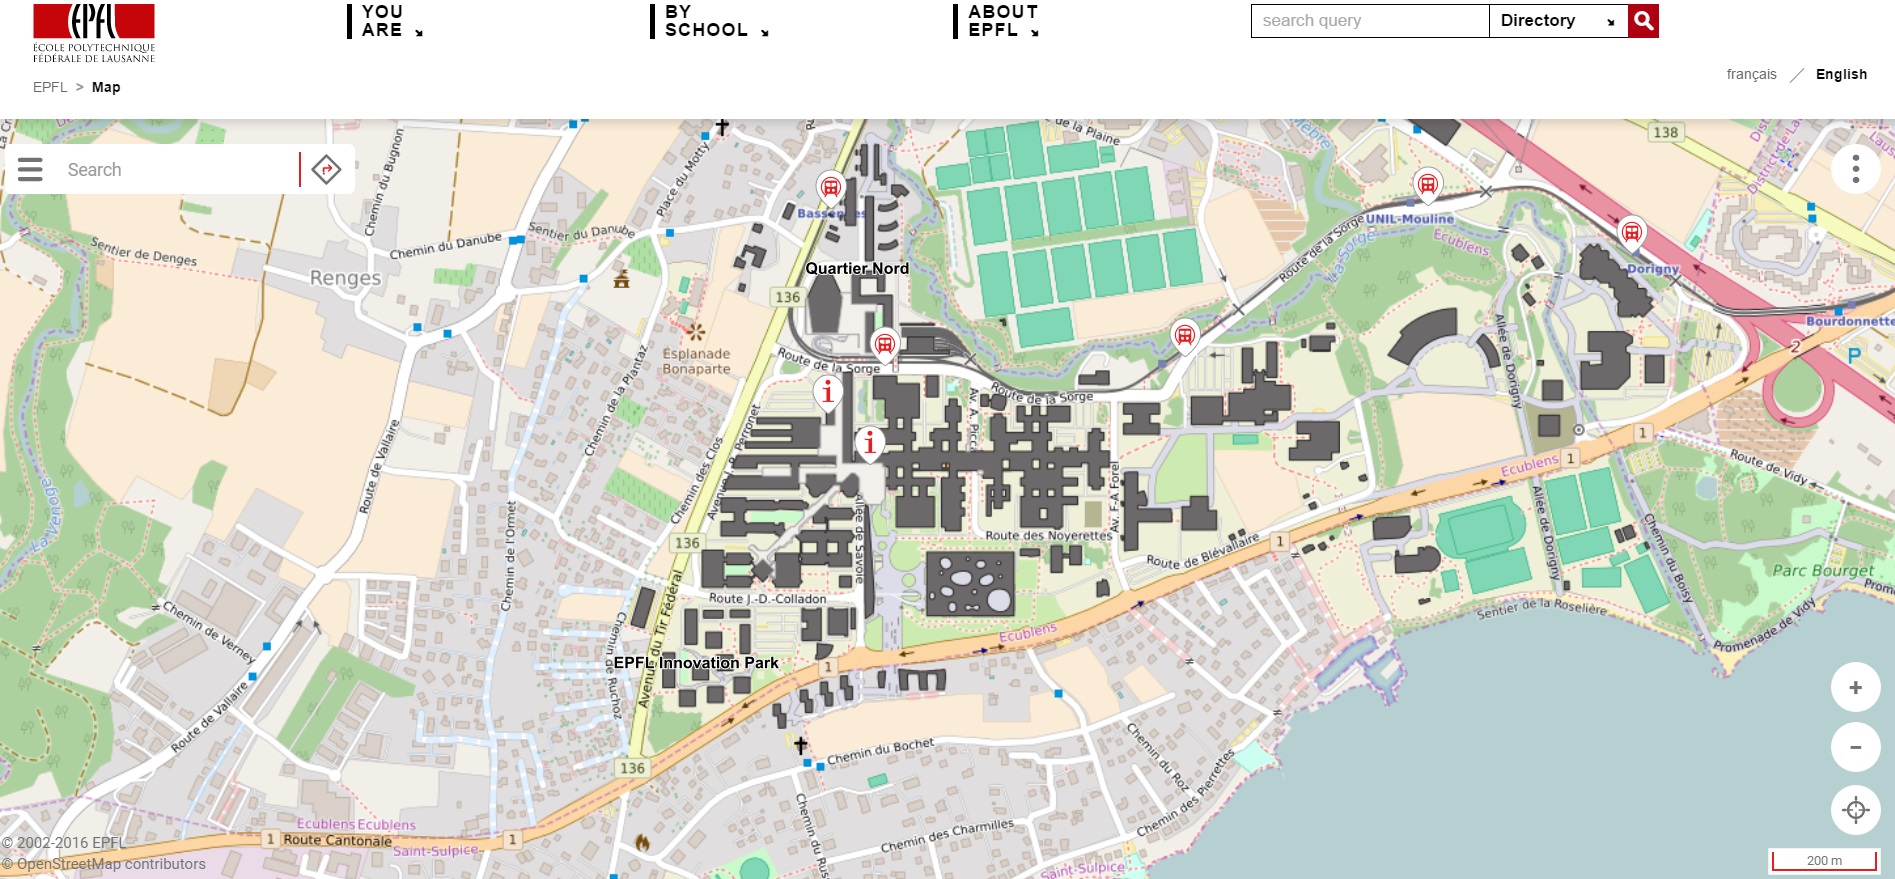 EPFL
ÉCOLE POLYTECHNIQUE
FÉDÉRALE DE LAUSANNE
YOU
ARE
BY
SCHOOL
ABOUT
EPFL
search query
Directory
EPFL > Map
français / English
Search
138
Chemin du Bugnon
Place du Motty
de la Plaine
Sentier de Denges
Chemin du Danube
Sentier du Danube
Renges
UNIL-Mouline
Route de la Sorge
La Sorge
Ecublens
Dorigny
Bourdonnette
Quartier Nord
136
Esplanade
Bonaparte
Route de la Sorge
Route de la Sorge
2
P
Chemin de la Plantaz
Allée de Dorigny
Av. J.-R. Perronet
Chemin des Clos
Route de Vallaire
La Venoge
Av. F-A Forel
1
1
Ecublens
Route de Vidy
Chemin de l'Ormet
136
Allée de Savoie
Route des Noyerettes
Route de Blévallaire
1
Allée de Dorigny
Chemin du Boisy
Parc Bourget
Route J.-D.-Colladon
Sentier de la Roselière
Promenade de Vidy
Chemin de Verney
Avenue du Tir Fédéral
Chemin de Ruchoz
Ecublens
EPFL Innovation Park
1
Route de Vallaire
136
Chemin du Bochet
Chemin du Roz
Chemin des Pierrettes
Chemin des Charmilles
Ecublens Ecublens
1
Route Cantonale
1
Saint-Sulpice
Saint-Sulpice
© 2002-2016 EPFL
© OpenStreetMap contributors
+
-
200 m